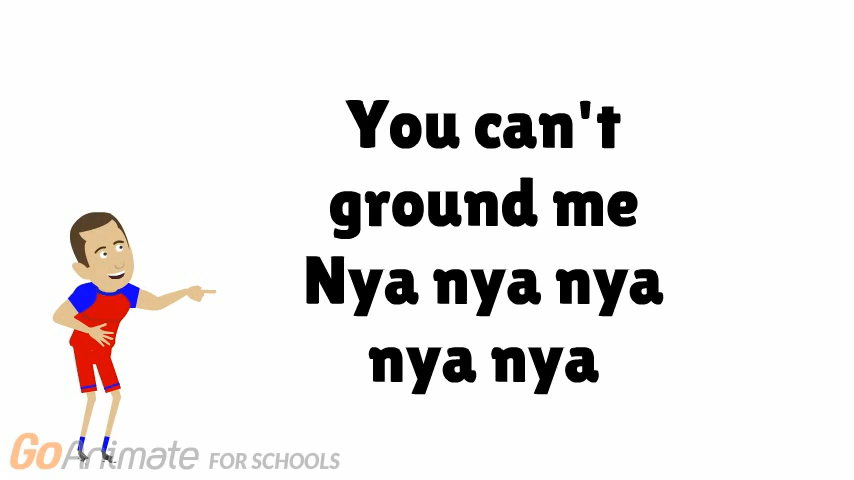 You can't
ground me
Nya nya nya
nya nya
GoAnimate FOR SCHOOLS